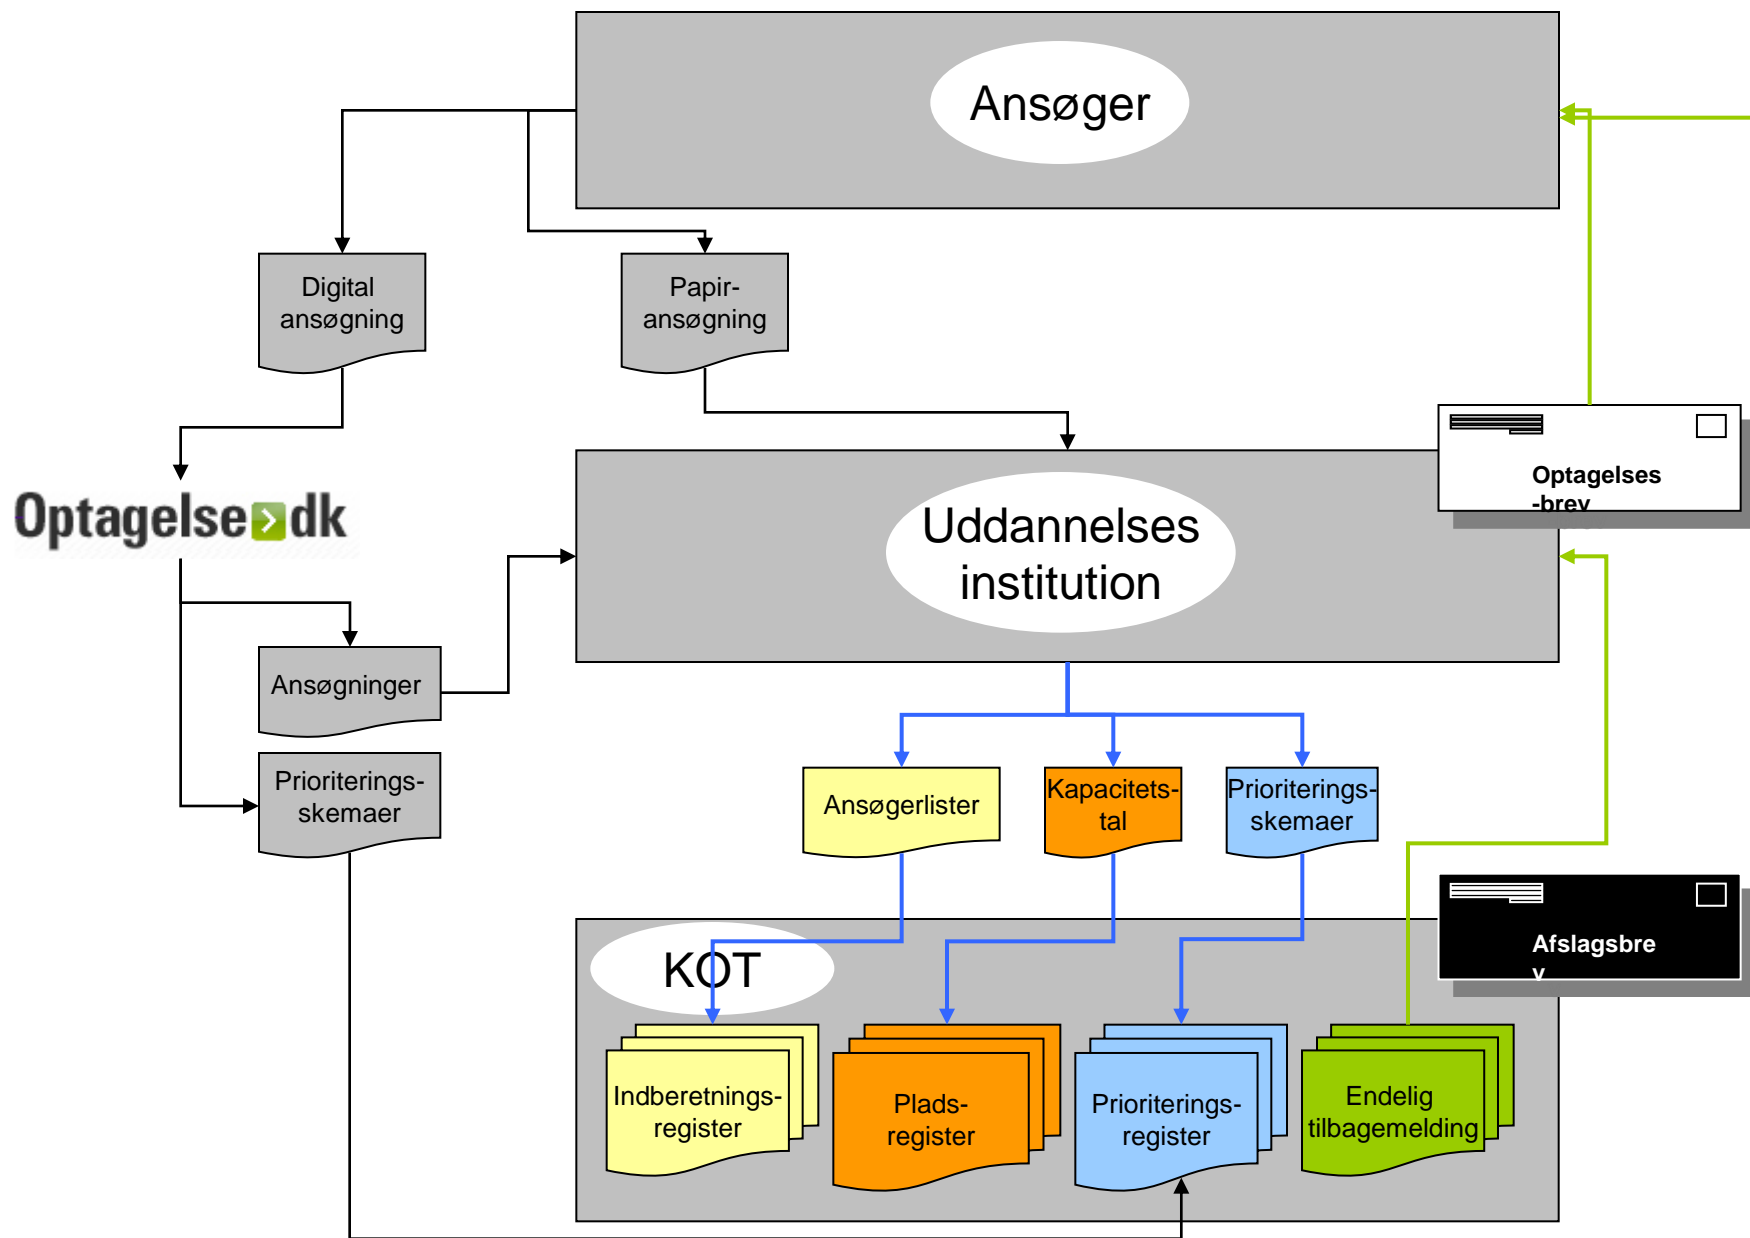 Ansøger
Digital
ansøgning
Papir-
ansøgning
Optagelses
-brev
Optagelse dk
Uddannelses
institution
Ansøgninger
Prioriterings-
skemaer
Ansøgerlister
Kapacitets-
tal
Prioriterings-
skemaer
Afslagsbre
v
KOT
Indberetnings-
register
Plads-
register
Prioriterings-
register
Endelig
tilbagemelding